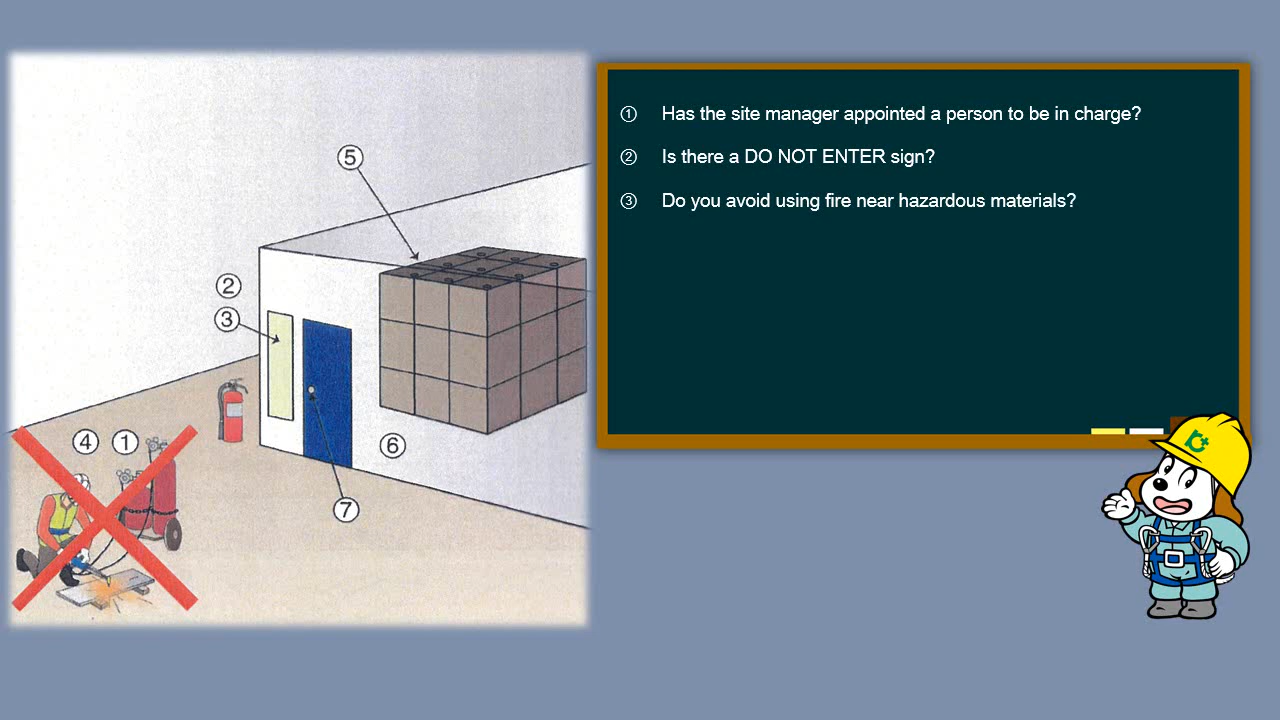 ① Has the site manager appointed a person to be in charge?
② Is there a DO NOT ENTER sign?
③ Do you avoid using fire near hazardous materials?
⑤
②
③
④ ①
⑥
⑦